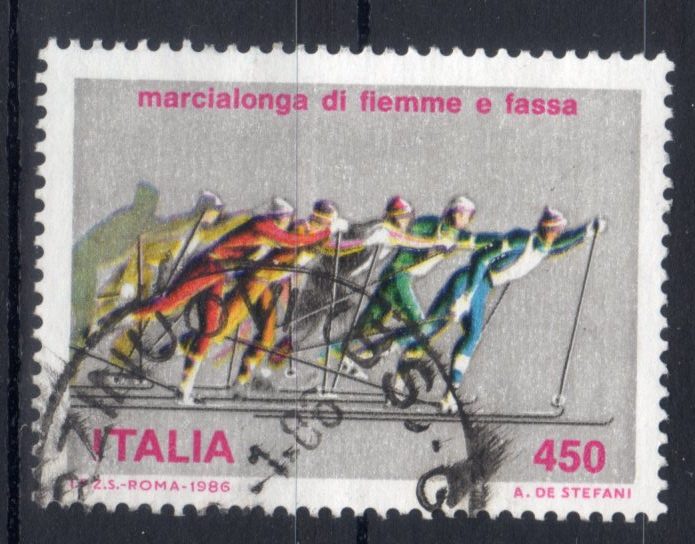 marcialonga di fiemme e fassa
ITALIA 450
I.P.Z.S.-ROMA-1986 A. DE STEFANI